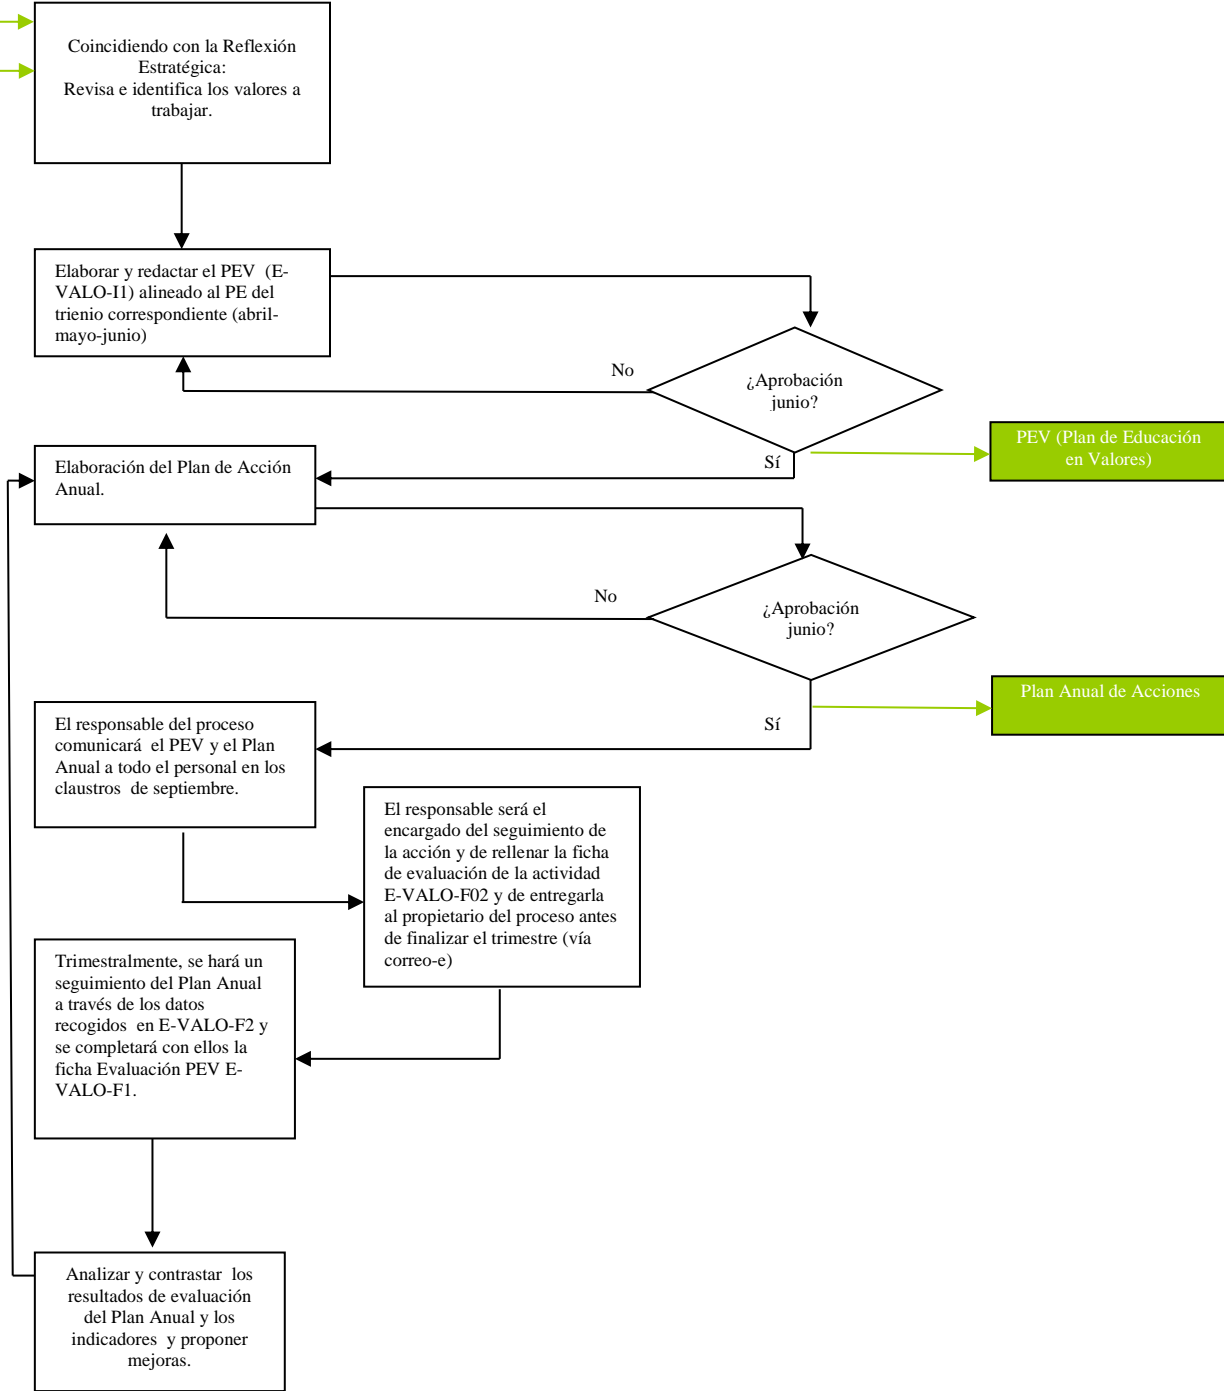 Coincidiendo con la Reflexión
Estratégica:
Revisa e identifica los valores a
trabajar.
Elaborar y redactar el PEV (E-
VALO-I1) alineado al PE del
trienio correspondiente (abril-
mayo-junio)
No
¿Aprobación
junio?
Sí
PEV (Plan de Educación
en Valores)
Elaboración del Plan de Acción
Anual.
No
¿Aprobación
junio?
Sí
Plan Anual de Acciones
El responsable del proceso
comunicará el PEV y el Plan
Anual a todo el personal en los
claustros de septiembre.
El responsable será el
encargado del seguimiento de
la acción y de rellenar la ficha
de evaluación de la actividad
E-VALO-F02 y de entregarla
al propietario del proceso antes
de finalizar el trimestre (vía
correo-e)
Trimestralmente, se hará un
seguimiento del Plan Anual
a través de los datos
recogidos en E-VALO-F2 y
se completará con ellos la
ficha Evaluación PEV E-
VALO-F1.
Analizar y contrastar los
resultados de evaluación
del Plan Anual y los
indicadores y proponer
mejoras.